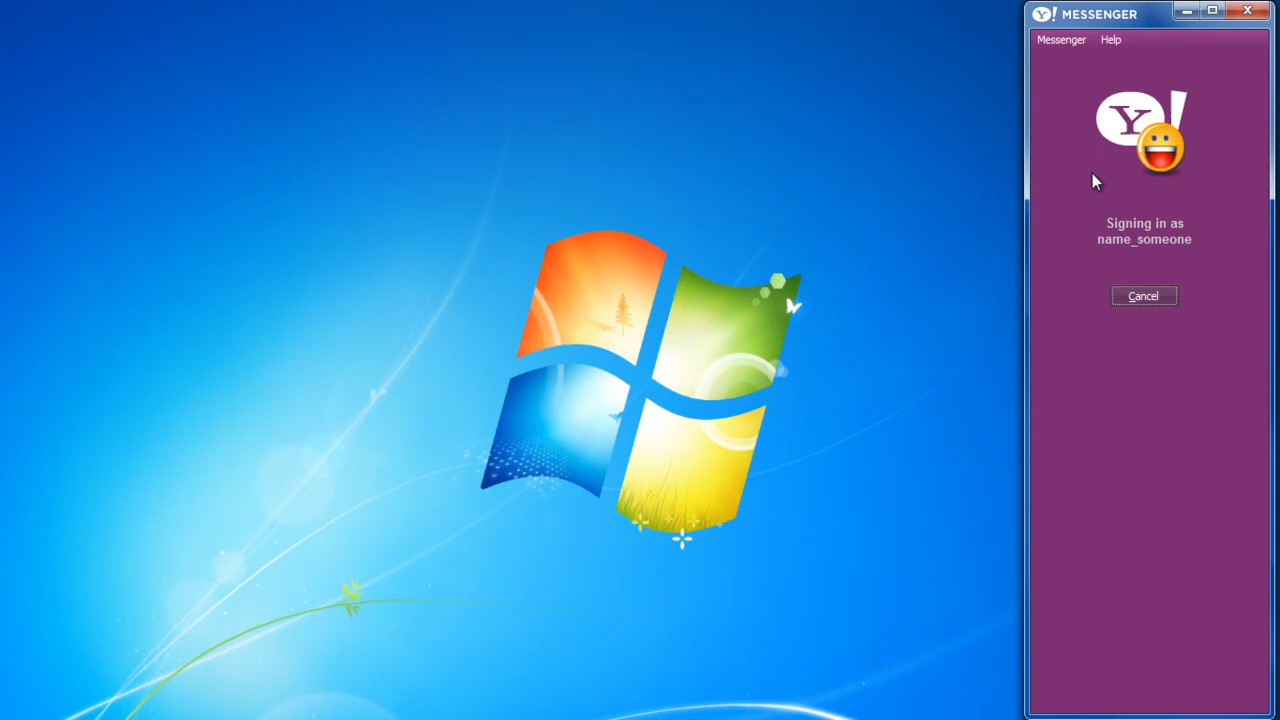 Y! MESSENGER
Messenger Help
Y!
Signing in as
name_someone
Cancel